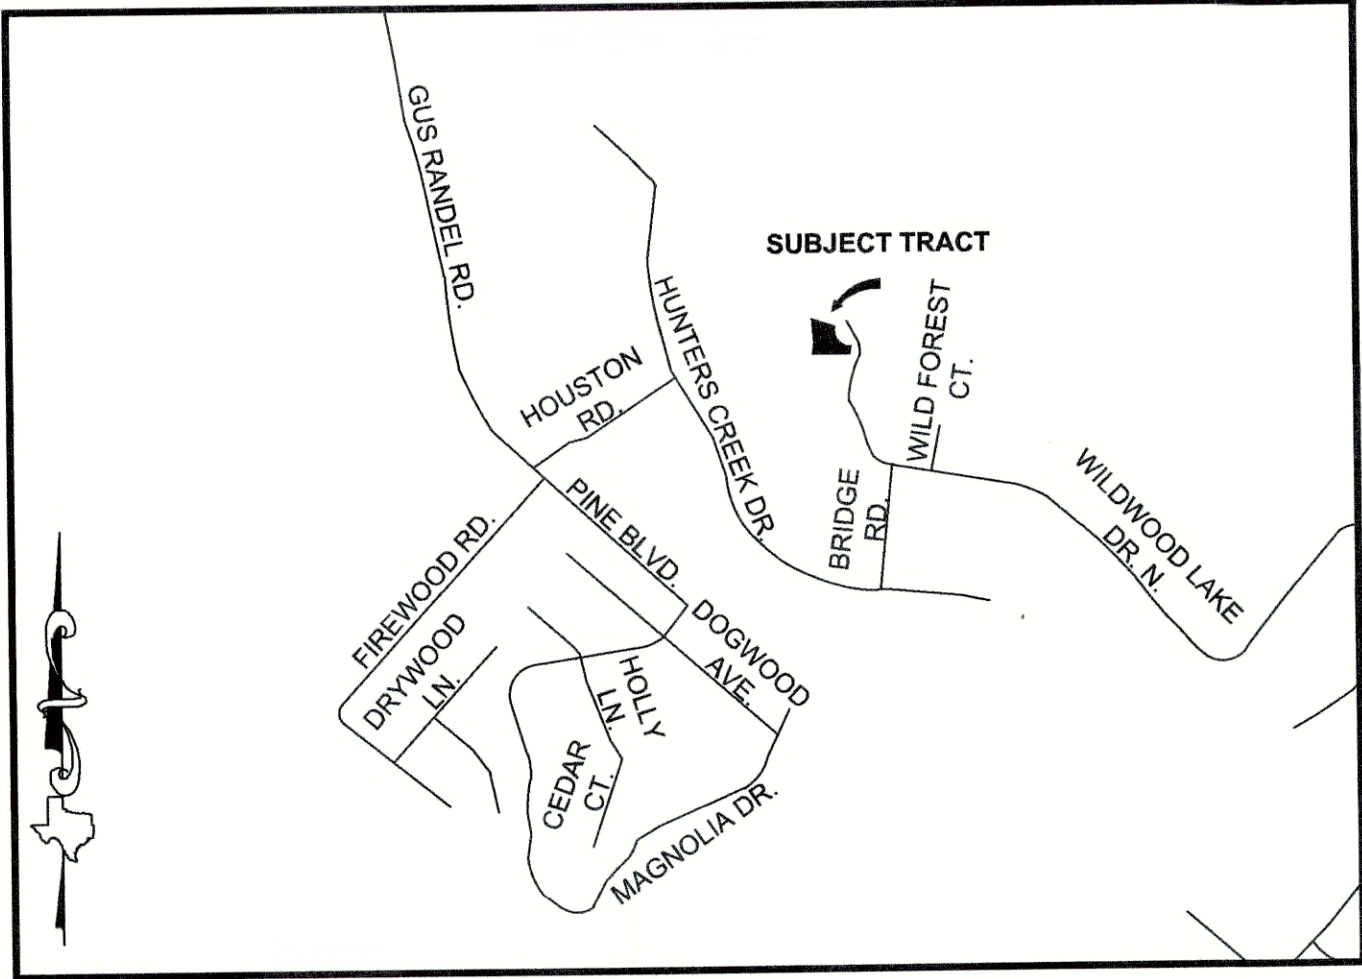 GUS RANDEL RD.
SUBJECT TRACT
HUNTERS CREEK DR.
WILD FOREST
CT.
HOUSTON
RD.
BRIDGE
RD.
WILDWOOD LAKE
DR. N.
PINE BLVD.
FIREWOOD RD.
DRYWOOD
LN.
DOGWOOD
AVE.
HOLLY
LN.
CEDAR
CT.
MAGNOLIA DR.